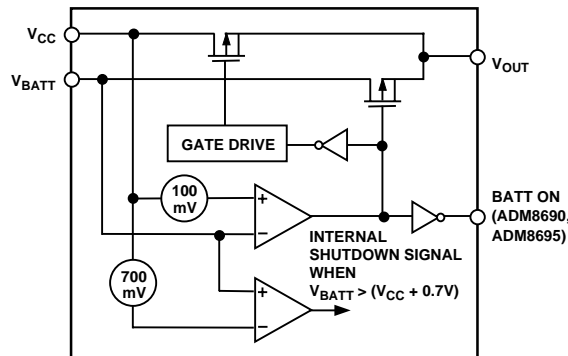 VCC
VBATT
VOUT
GATE DRIVE
100
mV
+
−
BATT ON
(ADM8690,
ADM8695)
700
mV
+
−
INTERNAL
SHUTDOWN SIGNAL
WHEN
VBATT > (VCC + 0.7V)